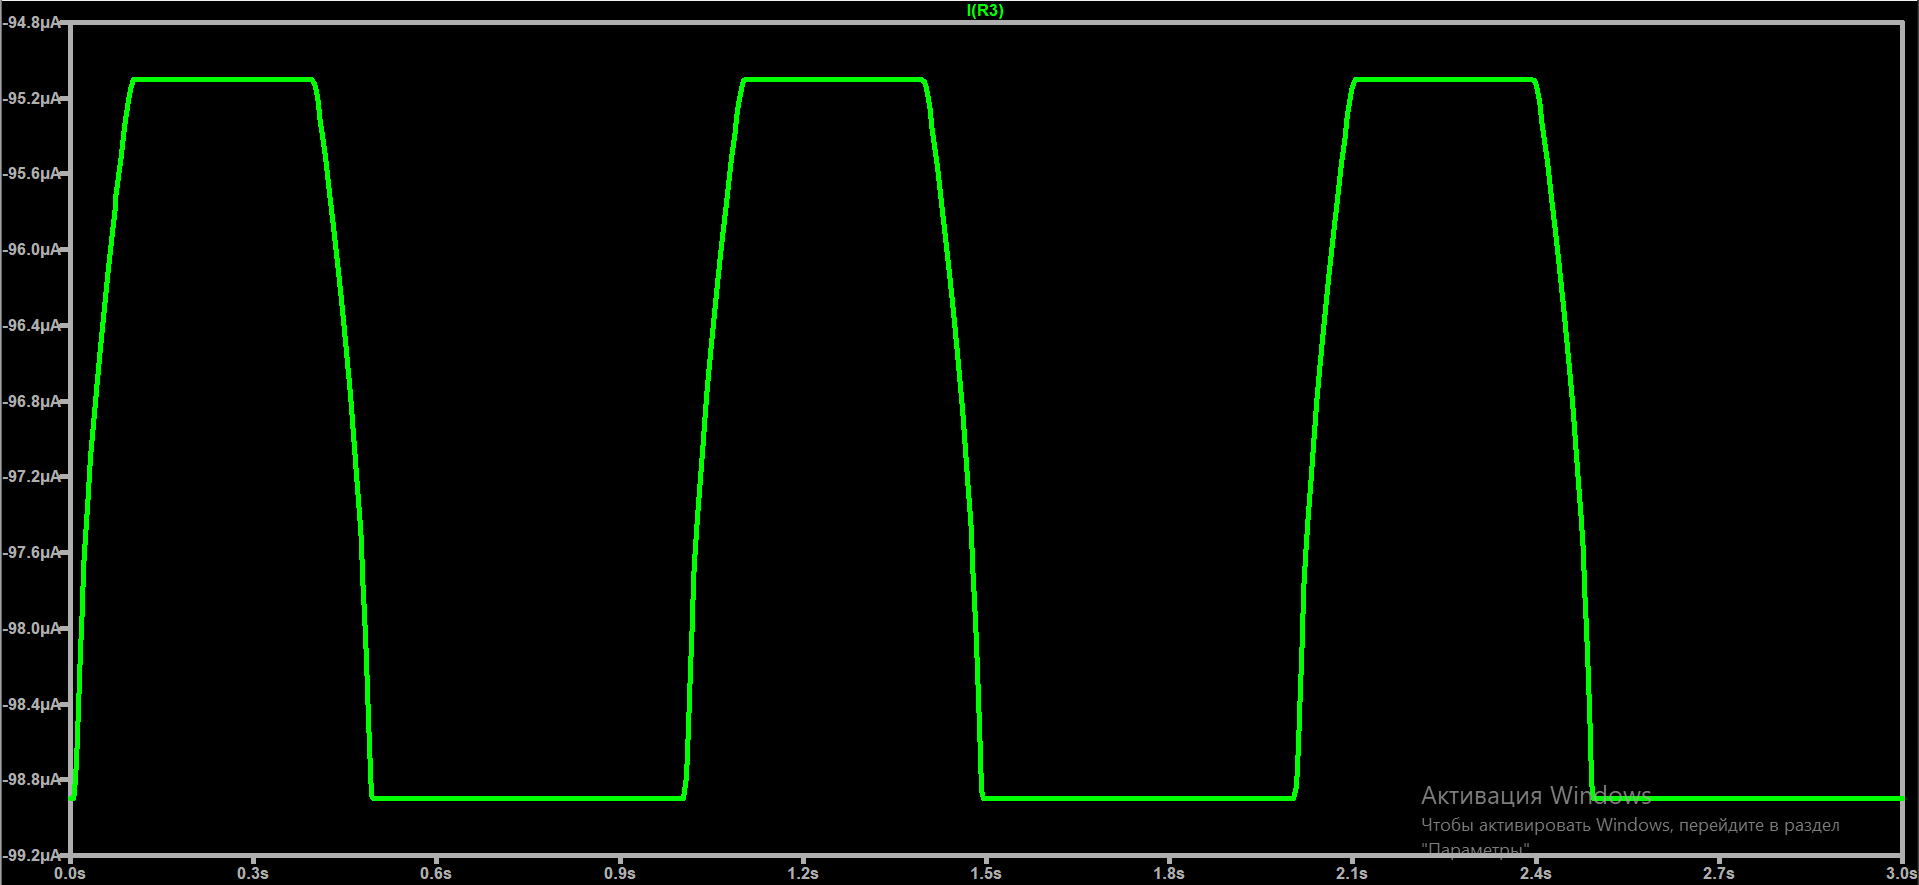 I(R3)
-94.8µA
-95.2µA
-95.6µA
-96.0µA
-96.4µA
-96.8µA
-97.2µA
-97.6µA
-98.0µA
-98.4µA
-98.8µA
-99.2µA
0.0s 0.3s 0.6s 0.9s 1.2s 1.5s 1.8s 2.1s 2.4s 2.7s 3.0s
Активация Windows
Чтобы активировать Windows, перейдите в раздел
"Параметры"